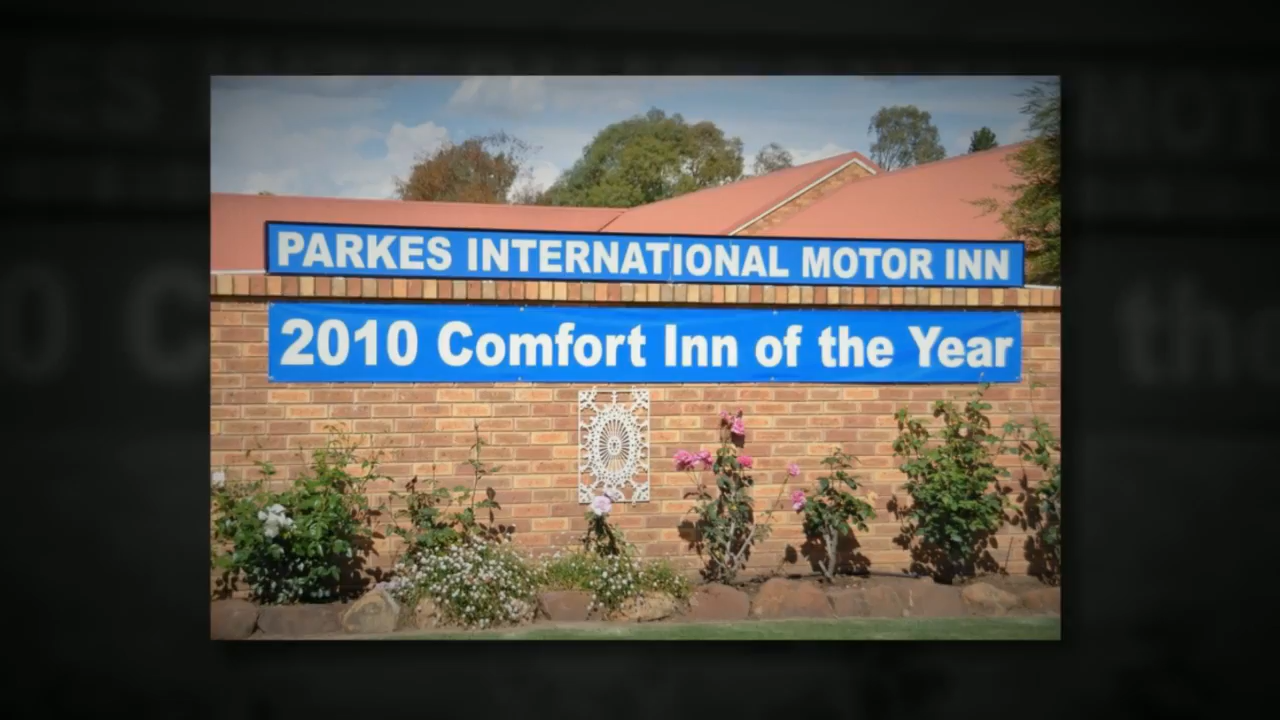 PARKES INTERNATIONAL MOTOR INN
2010 Comfort Inn of the Year